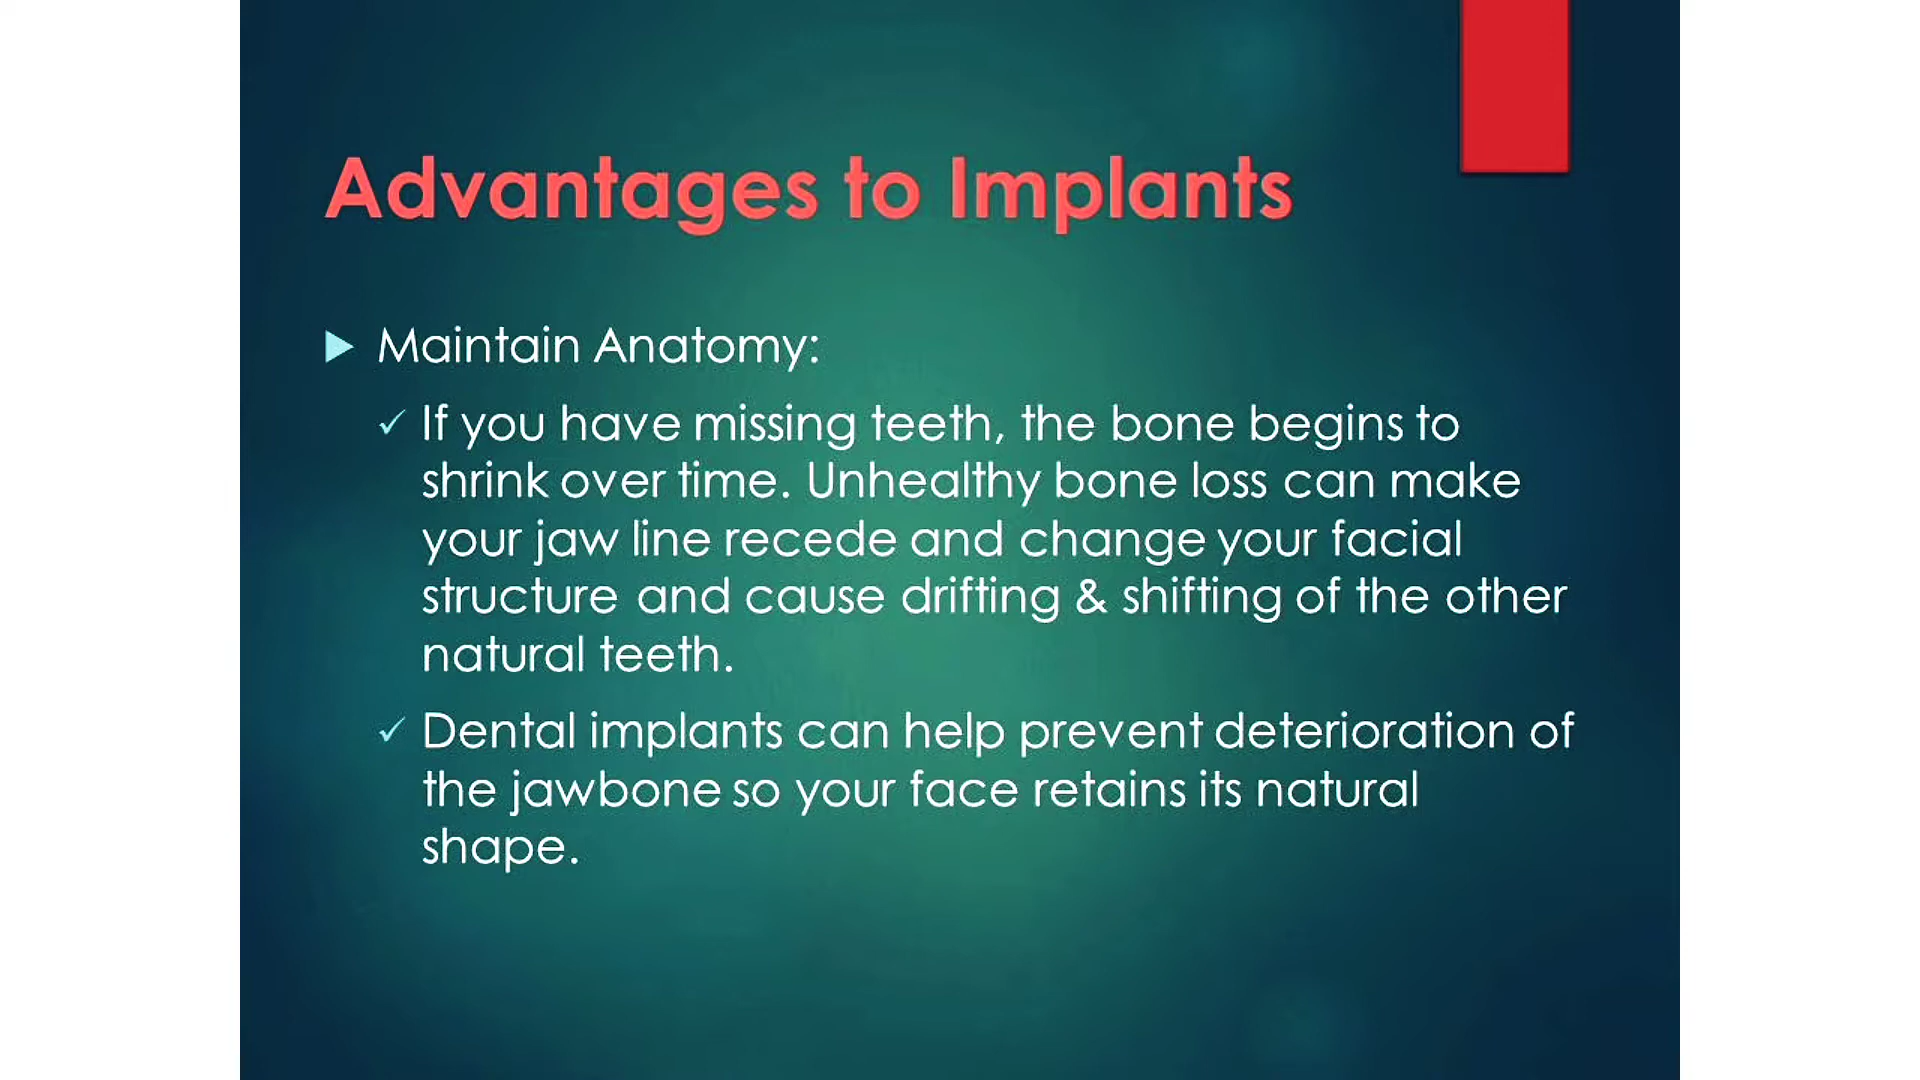 Advantages to Implants
Maintain Anatomy:
If you have missing teeth, the bone begins to
shrink over time. Unhealthy bone loss can make
your jaw line recede and change your facial
structure and cause drifting & shifting of the other
natural teeth.
Dental implants can help prevent deterioration of
the jawbone so your face retains its natural
shape.